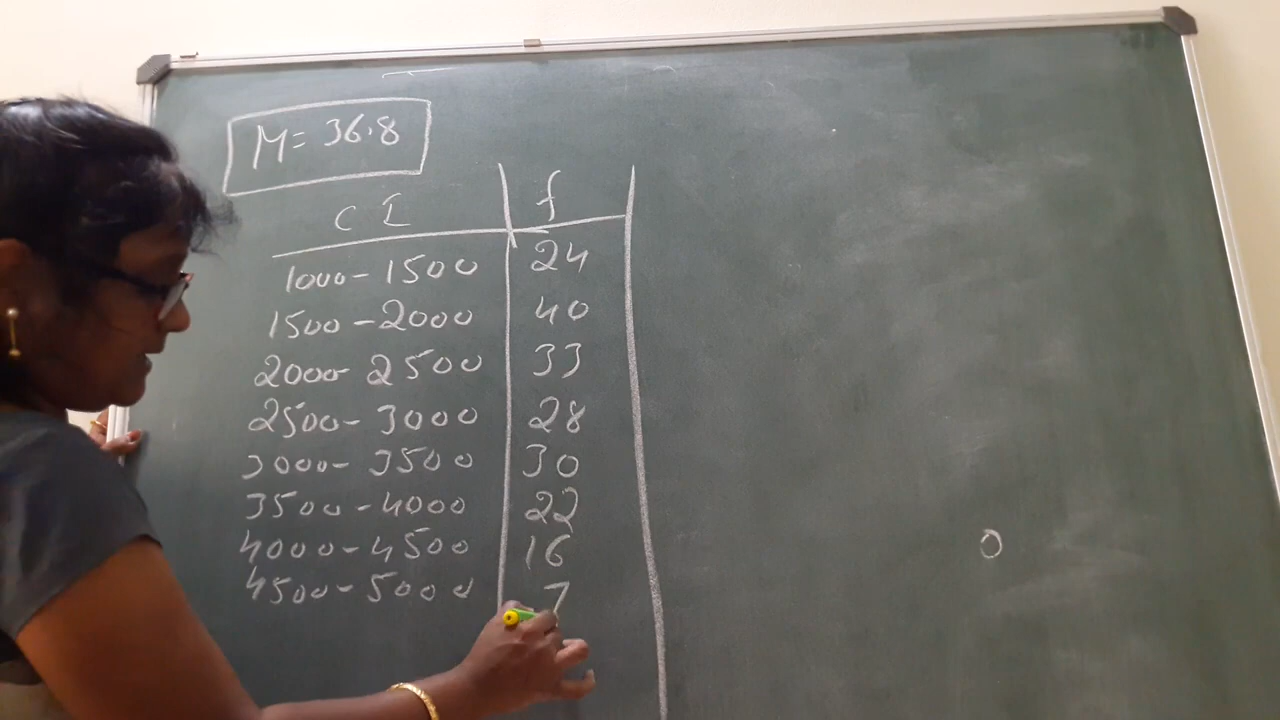 M = 36.8
C I f
1000 - 1500 24
1500 - 2000 40
2000 - 2500 33
2500 - 3000 28
3000 - 3500 30
3500 - 4000 22
4000 - 4500 16
4500 - 5000 7
0